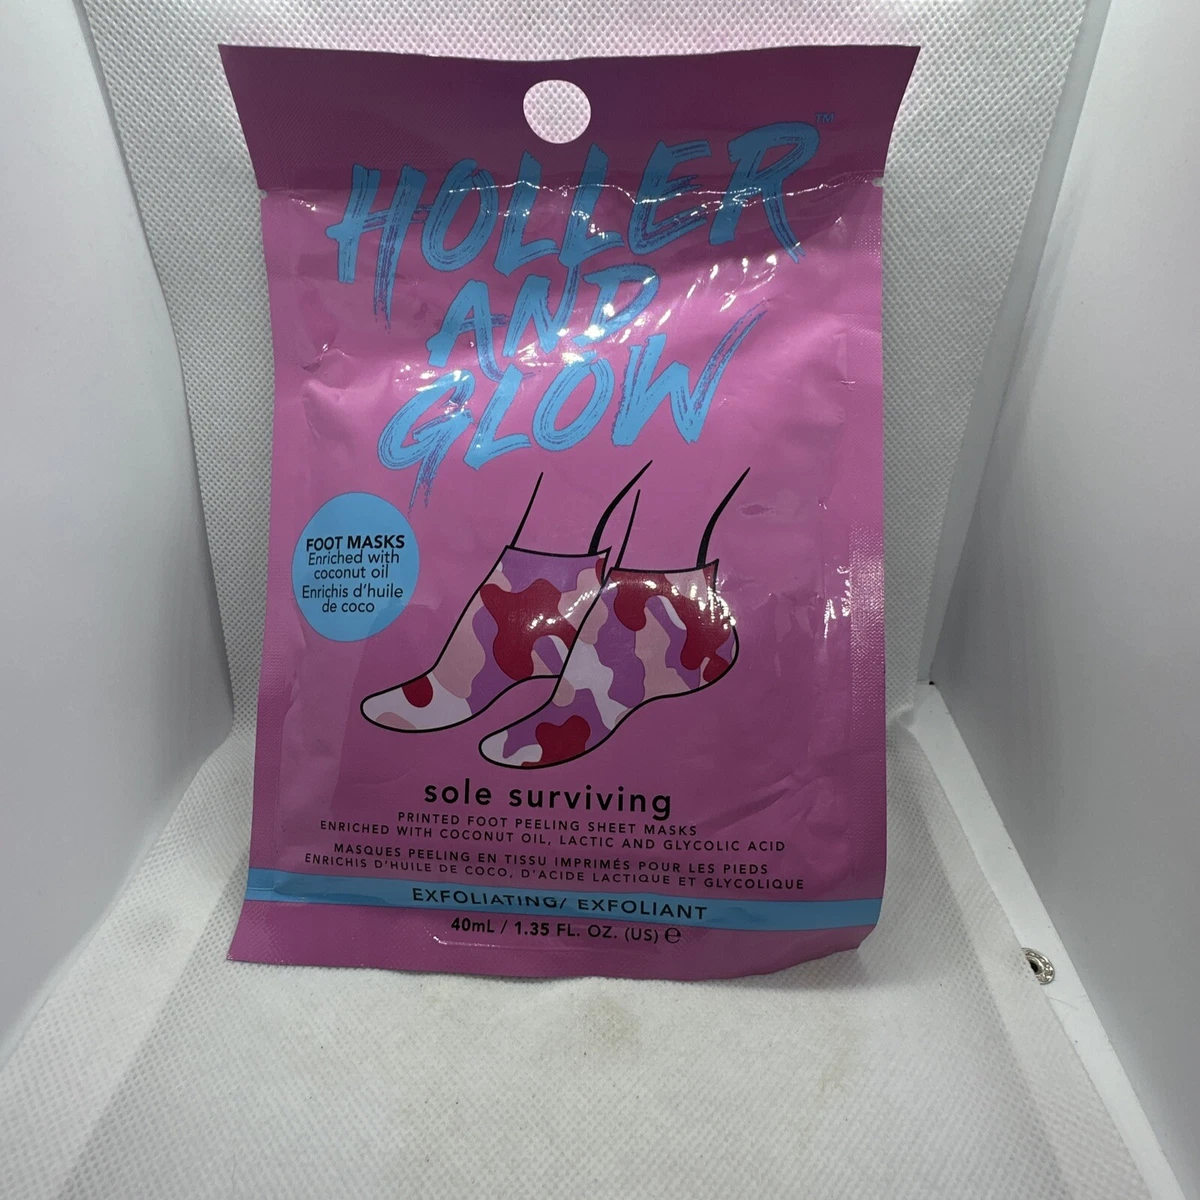 HOLLER™
AND
GLOW
FOOT MASKS
Enriched with
coconut oil
Enrichis d'huile
de coco
sole surviving
PRINTED FOOT PEELING SHEET MASKS
ENRICHED WITH COCONUT OIL, LACTIC AND GLYCOLIC ACID
MASQUES PEELING EN TISSU IMPRIMÉS POUR LES PIEDS
ENRICHIS D'HUILE DE COCO, D'ACIDE LACTIQUE ET GLYCOLIQUE
EXFOLIATING/ EXFOLIANT
40mL / 1.35 FL. OZ. (US) ℮